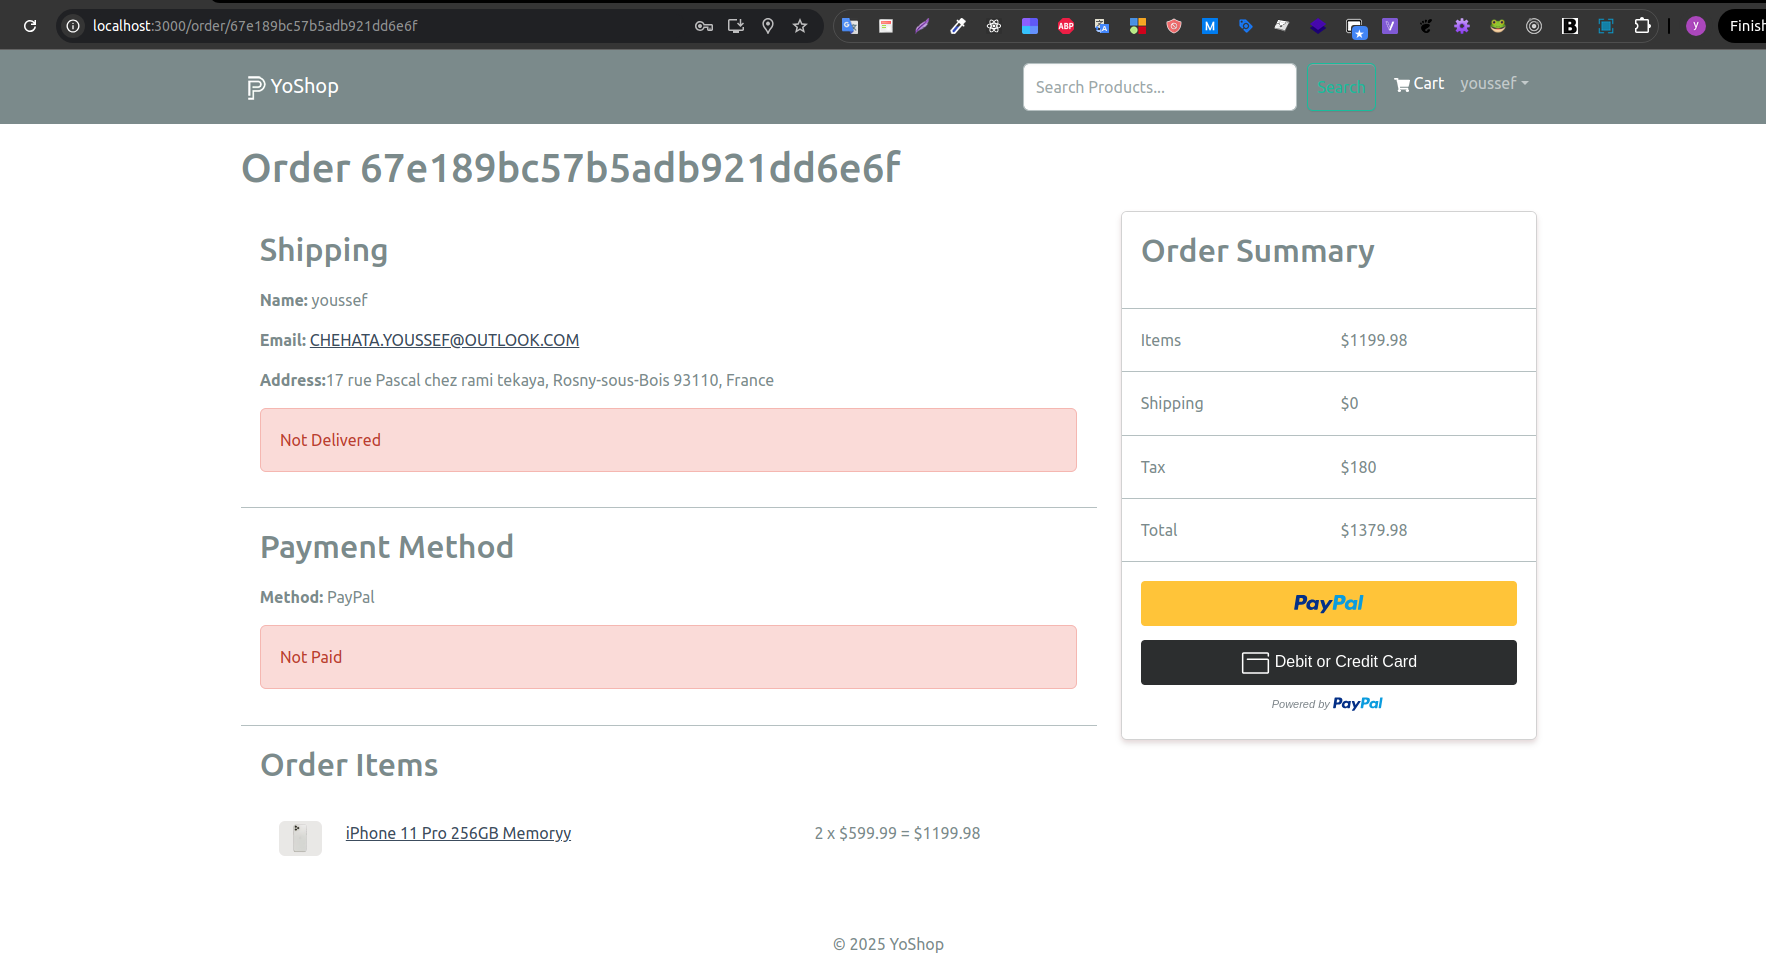 localhost:3000/order/67e189bc57b5adb921dd6e6f
ABP
M
V
B
y
Finish
YoShop
Search Products...
Search
Cart
youssef
Order 67e189bc57b5adb921dd6e6f
Shipping
Name: youssef
Email: CHEHATA.YOUSSEF@OUTLOOK.COM
Address:17 rue Pascal chez rami tekaya, Rosny-sous-Bois 93110, France
Not Delivered
Payment Method
Method: PayPal
Not Paid
Order Items
iPhone 11 Pro 256GB Memoryy
2 x $599.99 = $1199.98
Order Summary
Items $1199.98
Shipping $0
Tax $180
Total $1379.98
PayPal
Debit or Credit Card
Powered by PayPal
© 2025 YoShop